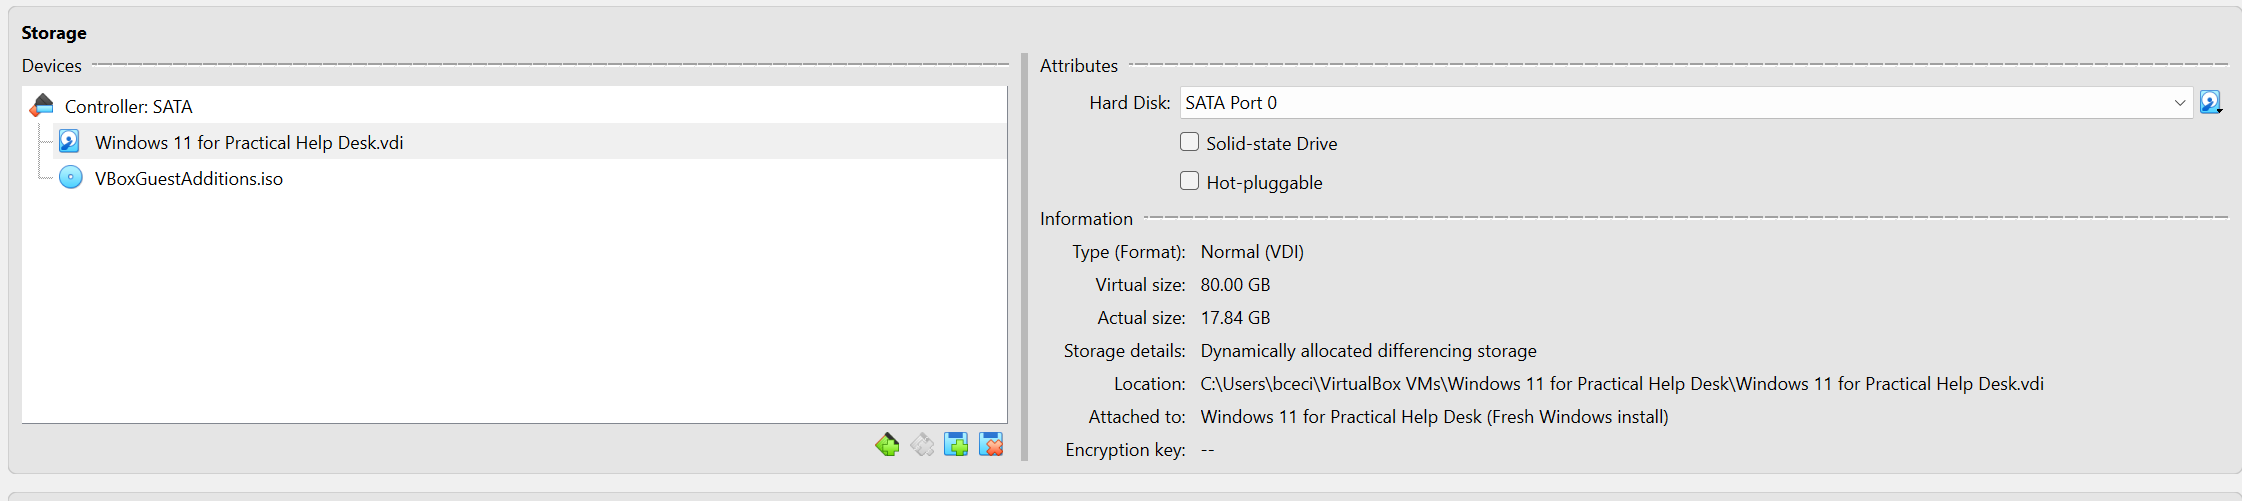 Storage
Devices
Controller: SATA
Windows 11 for Practical Help Desk.vdi
VBoxGuestAdditions.iso
Attributes
Hard Disk: SATA Port 0
Solid-state Drive
Hot-pluggable
Information
Type (Format): Normal (VDI)
Virtual size: 80.00 GB
Actual size: 17.84 GB
Storage details: Dynamically allocated differencing storage
Location: C:\Users\bceci\VirtualBox VMs\Windows 11 for Practical Help Desk\Windows 11 for Practical Help Desk.vdi
Attached to: Windows 11 for Practical Help Desk (Fresh Windows install)
Encryption key: --